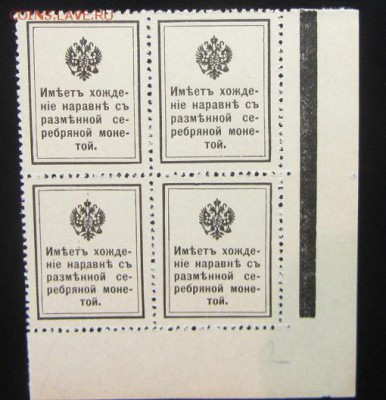 COINS.LAVE.RU
Имѣетъ хожде-
ніе наравнѣ съ
размѣнной се-
ребряной моне-
той.
Имѣетъ хожде-
ніе наравнѣ съ
размѣнной се-
ребряной моне-
той.
Имѣетъ хожде-
ніе наравнѣ съ
размѣнной се-
ребряной моне-
той.
Имѣетъ хожде-
ніе наравнѣ съ
размѣнной се-
ребряной моне-
той.
2